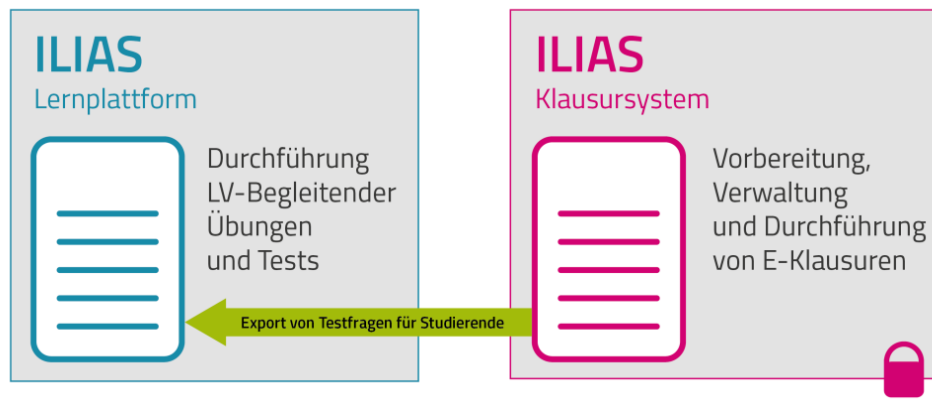 ILIAS
Lernplattform
Durchführung
LV-Begleitender
Übungen
und Tests
Export von Testfragen für Studierende
ILIAS
Klausursystem
Vorbereitung,
Verwaltung
und Durchführung
von E-Klausuren